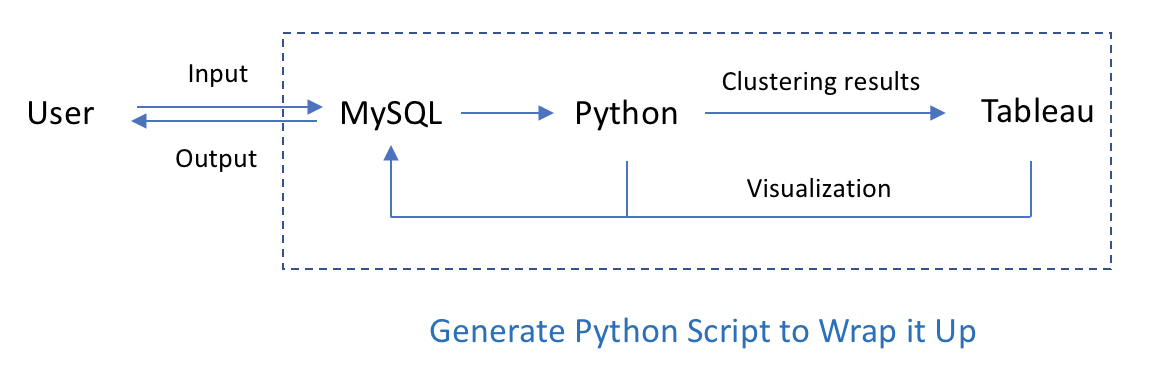 Input
Clustering results
User
MySQL
Python
Tableau
Output
Visualization
Generate Python Script to Wrap it Up